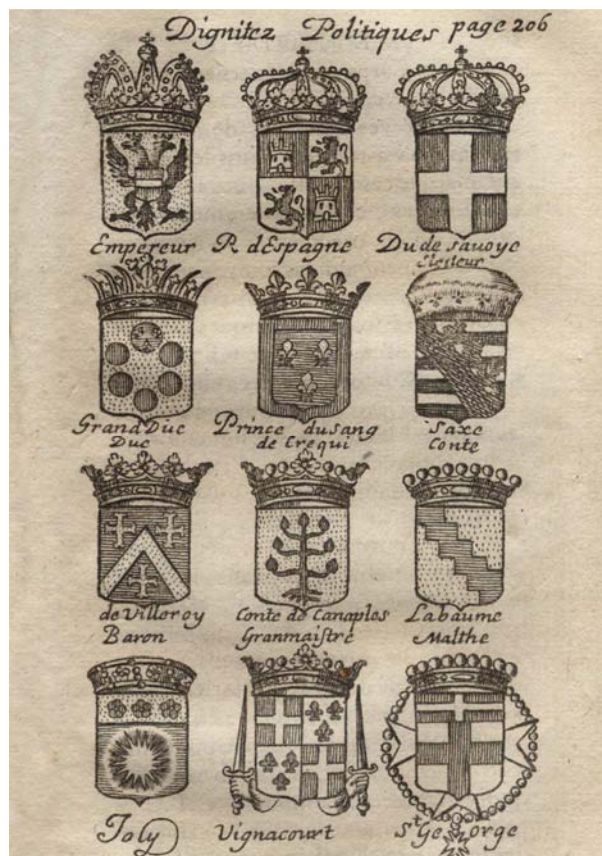 Dignitez Politiques page 206
Empereur R. d'Espagne Du de Savoye
Electeur
Grand Duc Prince du sang Saxe
Duc de Crequi Conte
de Villeroy Conte de Canaples Labaume
Baron Granmaistre Malthe
Joly Vignacourt St. George